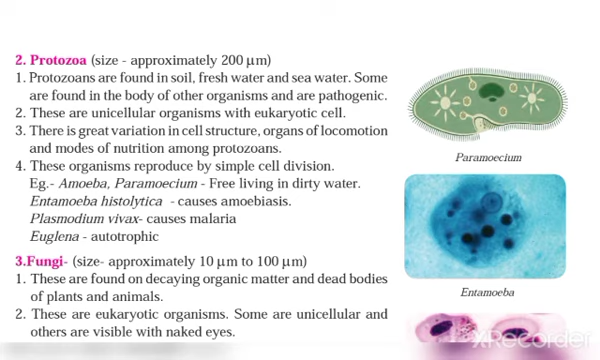 2. Protozoa (size - approximately 200 µm)
1. Protozoans are found in soil, fresh water and sea water. Some
are found in the body of other organisms and are pathogenic.
2. These are unicellular organisms with eukaryotic cell.
3. There is great variation in cell structure, organs of locomotion
and modes of nutrition among protozoans.
4. These organisms reproduce by simple cell division.
Eg.- Amoeba, Paramoecium - Free living in dirty water.
Entamoeba histolytica - causes amoebiasis.
Plasmodium vivax- causes malaria
Euglena - autotrophic
3.Fungi- (size- approximately 10 µm to 100 µm)
1. These are found on decaying organic matter and dead bodies
of plants and animals.
2. These are eukaryotic organisms. Some are unicellular and
others are visible with naked eyes.
Paramoecium
Entamoeba
XRecorder